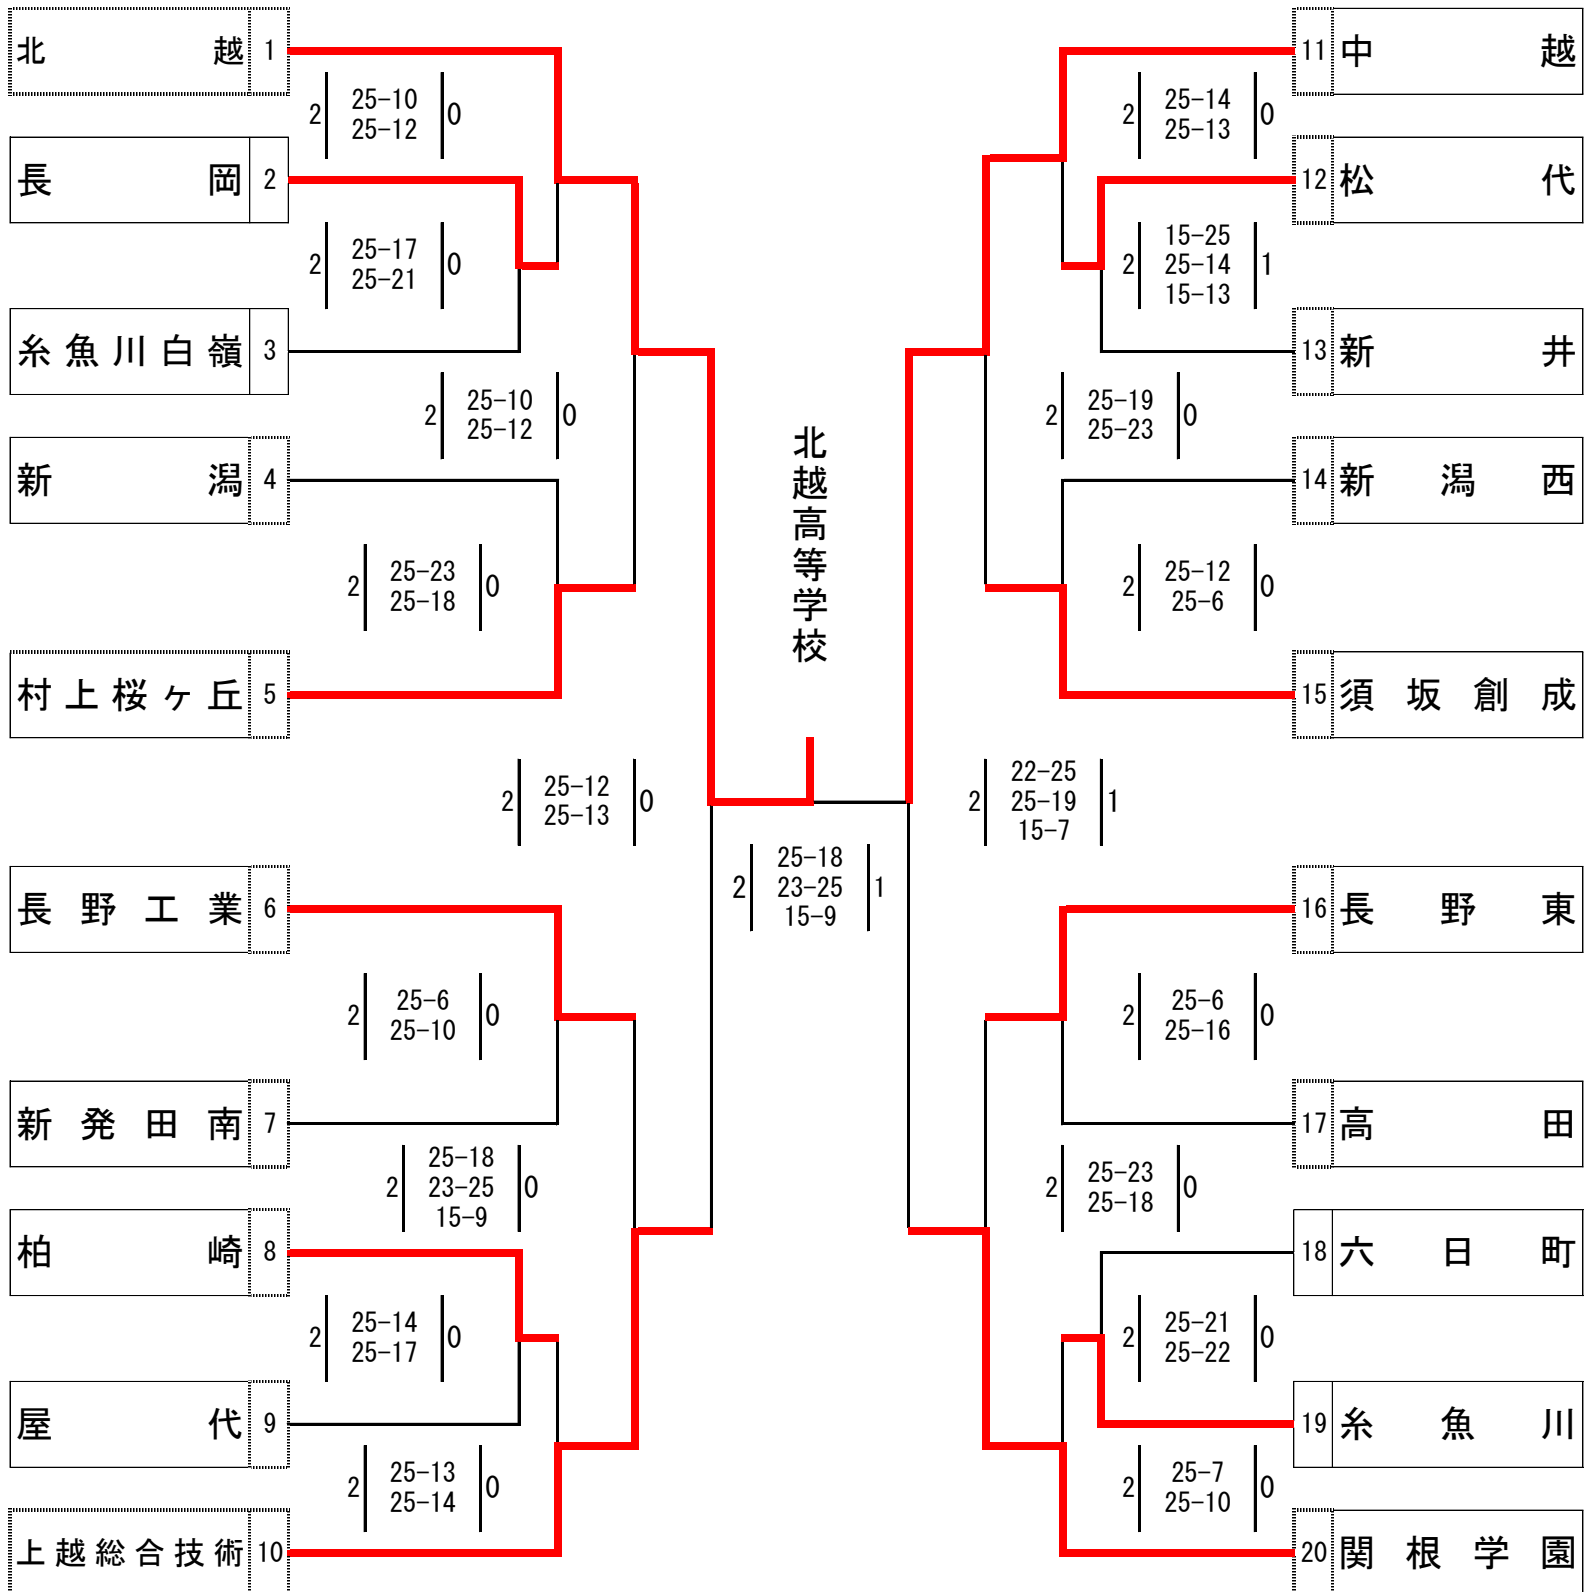 北越 1
2 25-10 0
25-12
長岡 2
2 25-17 0
25-21
糸魚川白嶺 3
2 25-10 0
25-12
新潟 4
2 25-23 0
25-18
村上桜ヶ丘 5
2 25-12 0
25-13
長野工業 6
2 25-6 0
25-10
新発田南 7
25-18
2 23-25 0
15-9
柏崎 8
2 25-14 0
25-17
屋代 9
2 25-13 0
25-14
上越総合技術 10
北越高等学校
25-18
2 23-25 1
15-9
11 中越
2 25-14 0
25-13
12 松代
15-25
2 25-14 1
15-13
13 新井
2 25-19 0
25-23
14 新潟西
2 25-12 0
25-6
15 須坂創成
22-25
2 25-19 1
15-7
16 長野東
2 25-6 0
25-16
17 高田
2 25-23 0
25-18
18 六日町
2 25-21 0
25-22
19 糸魚川
2 25-7 0
25-10
20 関根学園